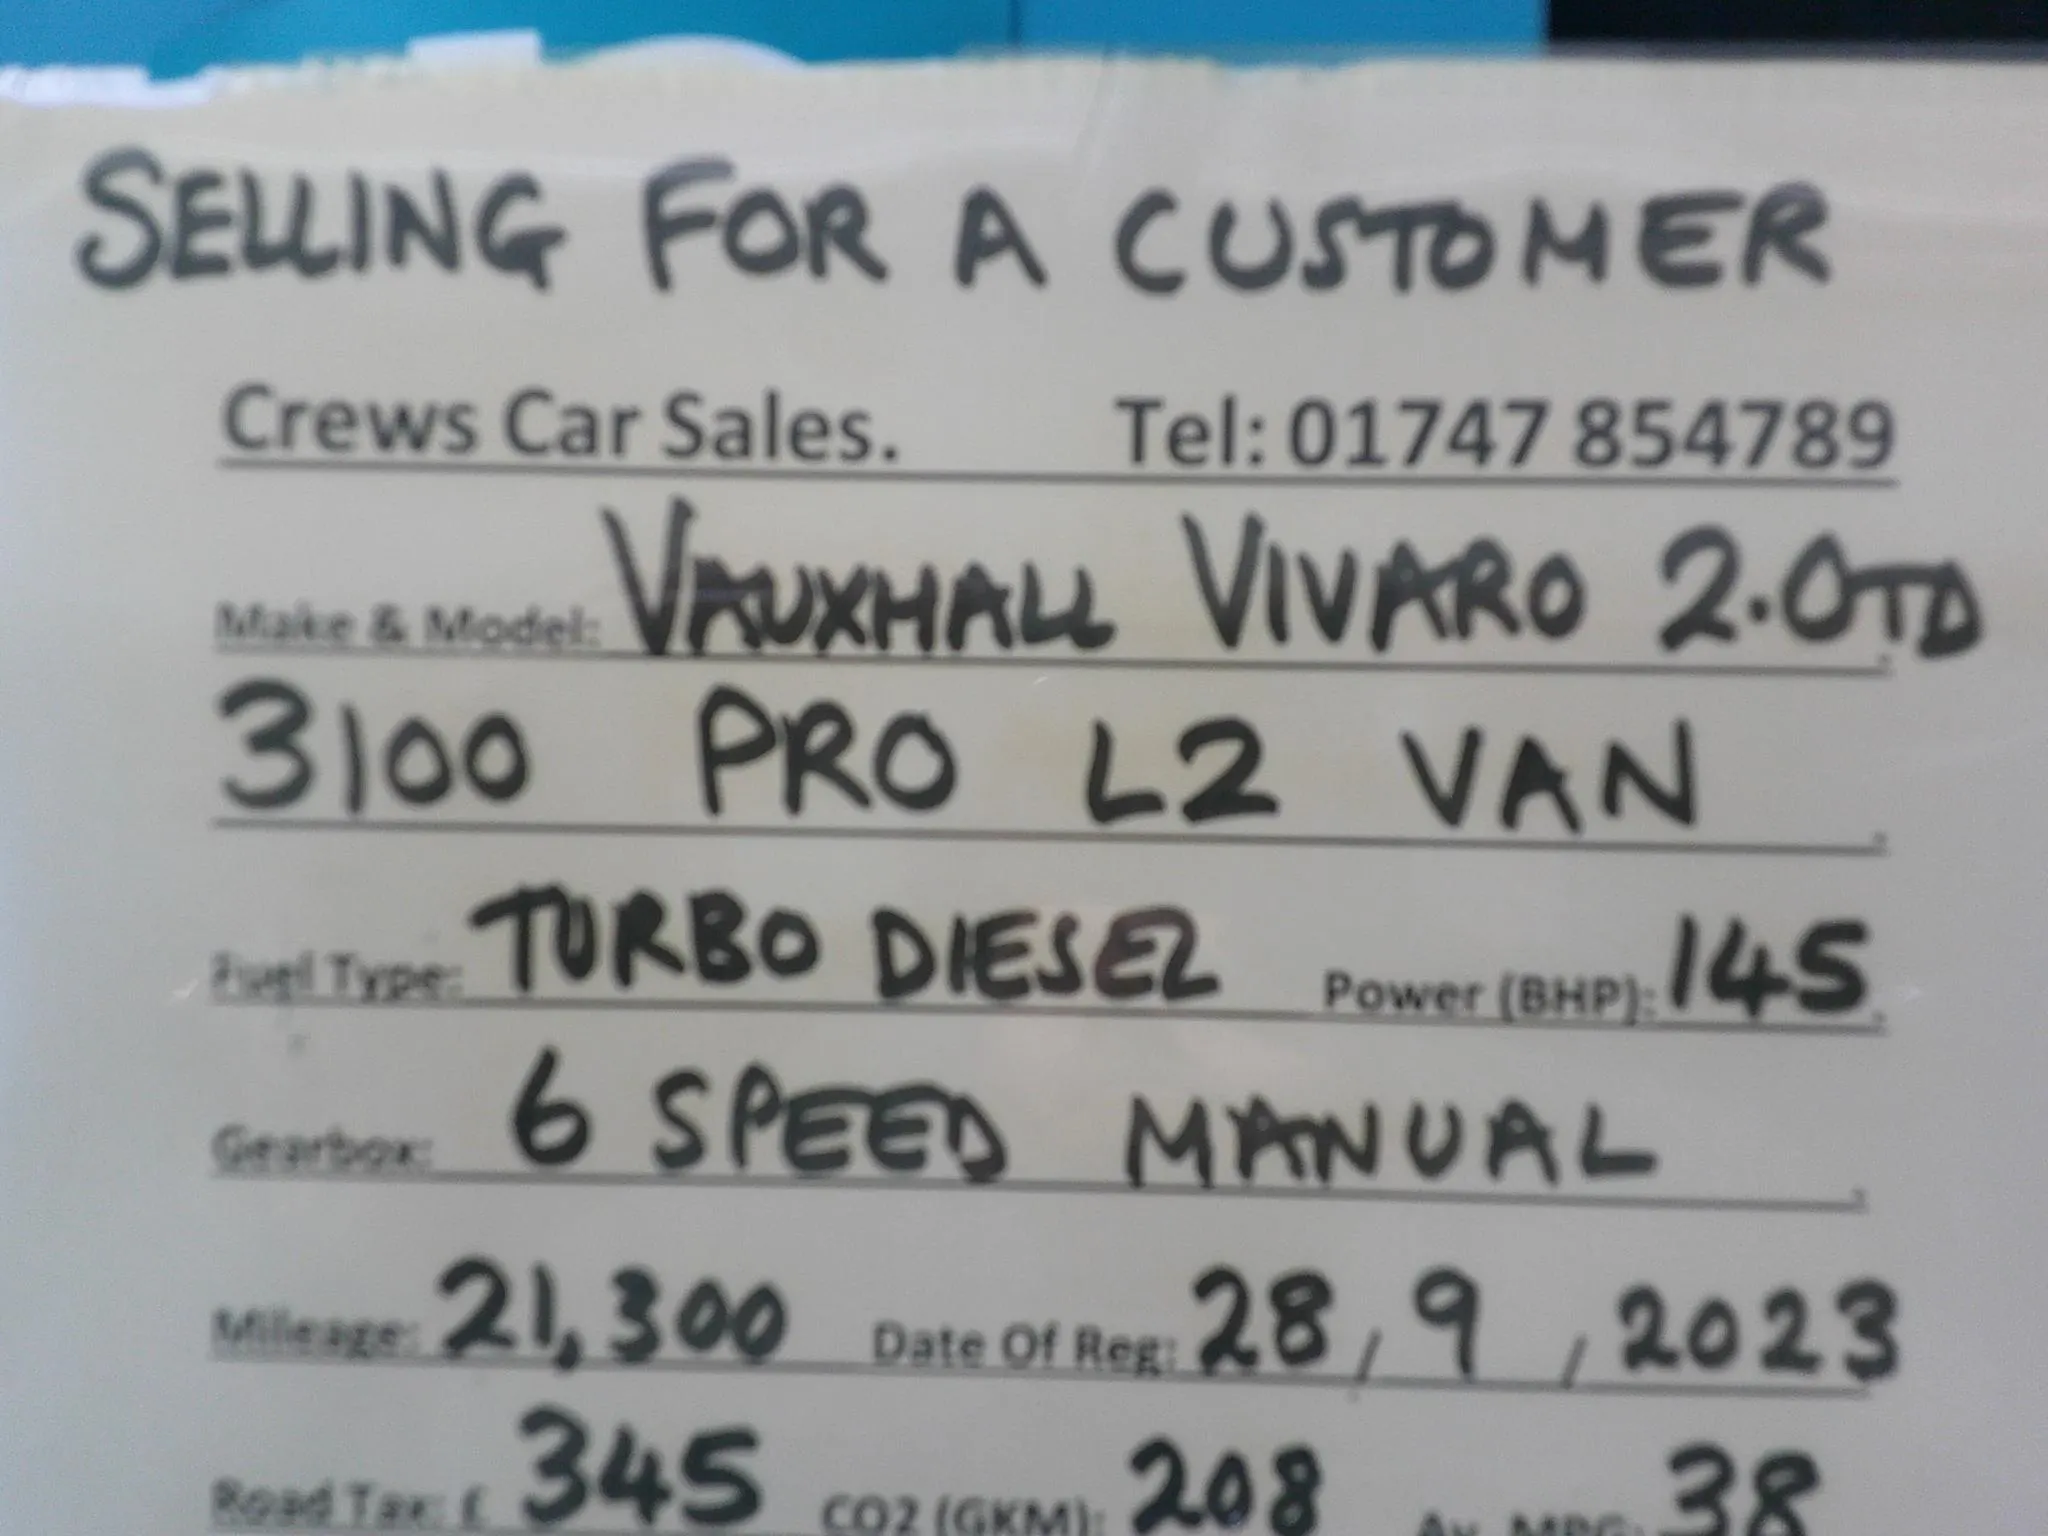 SELLING FOR A CUSTOMER
Crews Car Sales. Tel: 01747 854789
Make & Model: VAUXHALL VIVARO 2.0TD
3100 PRO L2 VAN
Fuel Type: TURBO DIESEL Power (BHP): 145
Gearbox: 6 SPEED MANUAL
Mileage: 21,300 Date Of Reg: 28, 9, 2023
Road Tax: £ 345 CO2 (GKM): 208 Av. MPG: 38